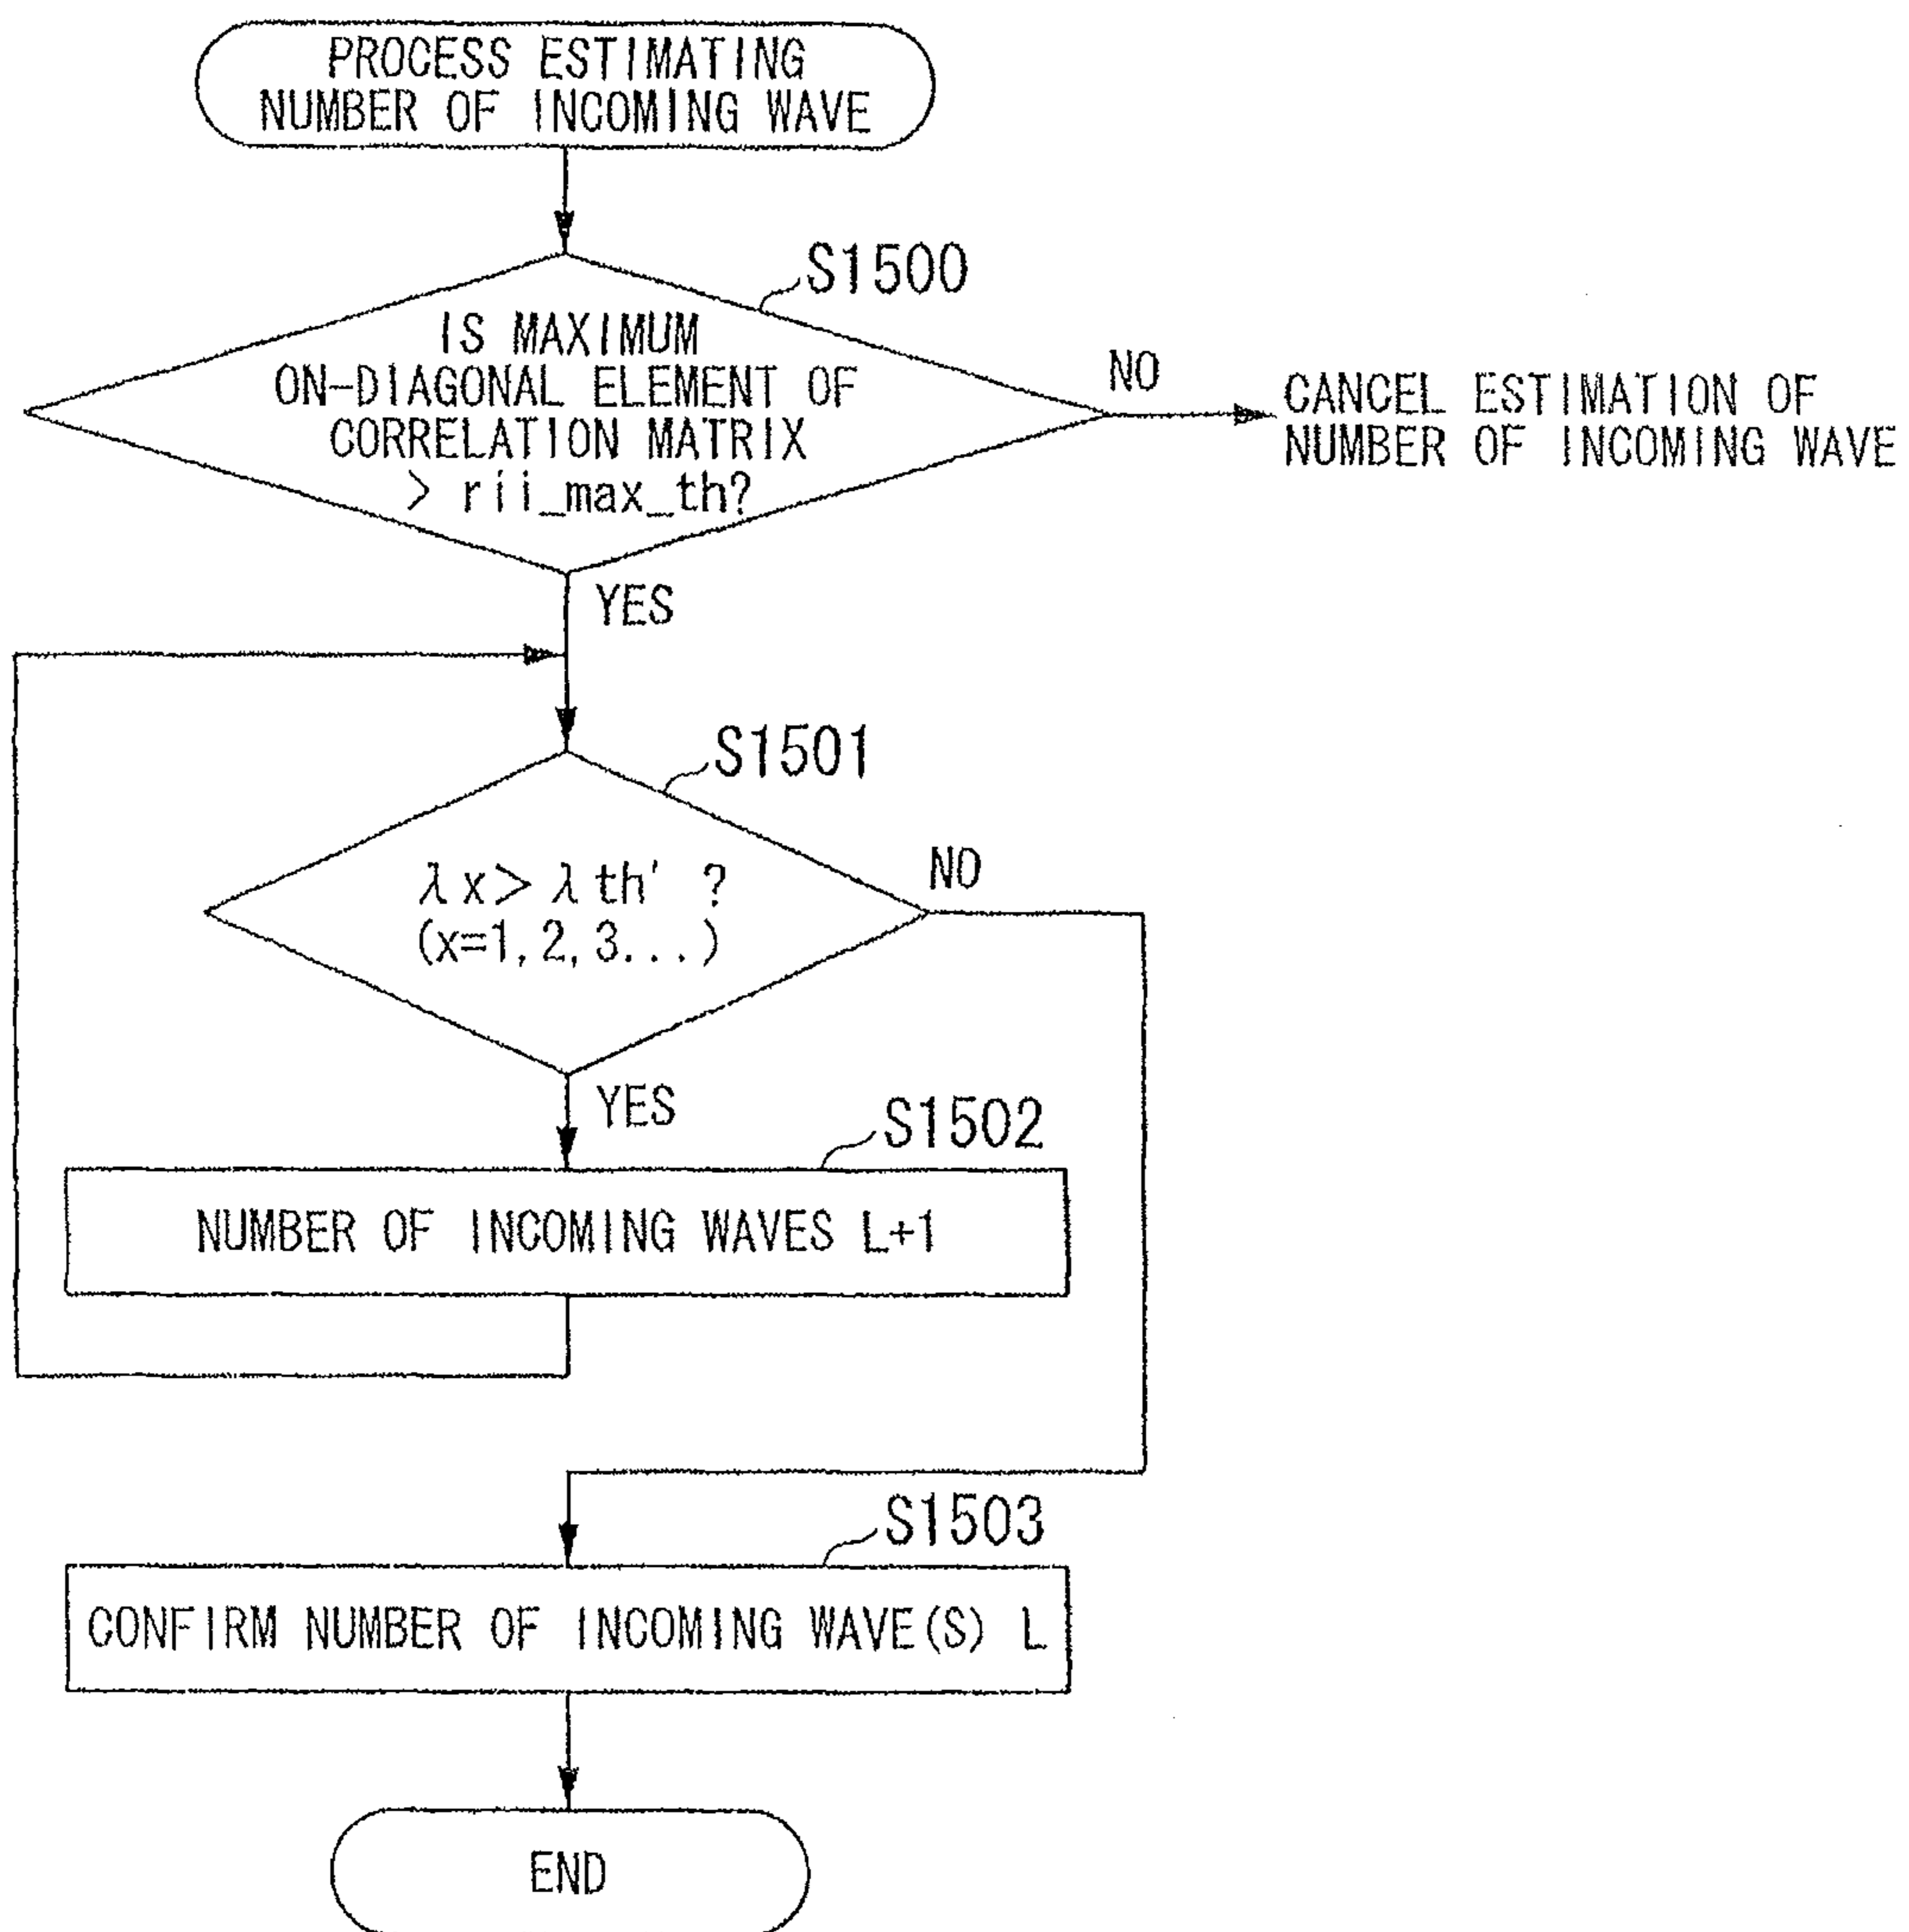 PROCESS ESTIMATING
NUMBER OF INCOMING WAVE
S1500
IS MAXIMUM
ON-DIAGONAL ELEMENT OF
CORRELATION MATRIX
> rii_max_th?
NO
CANCEL ESTIMATION OF
NUMBER OF INCOMING WAVE
YES
S1501
λx>λth' ?
(x=1,2,3...)
NO
YES
S1502
NUMBER OF INCOMING WAVES L+1
S1503
CONFIRM NUMBER OF INCOMING WAVE(S) L
END